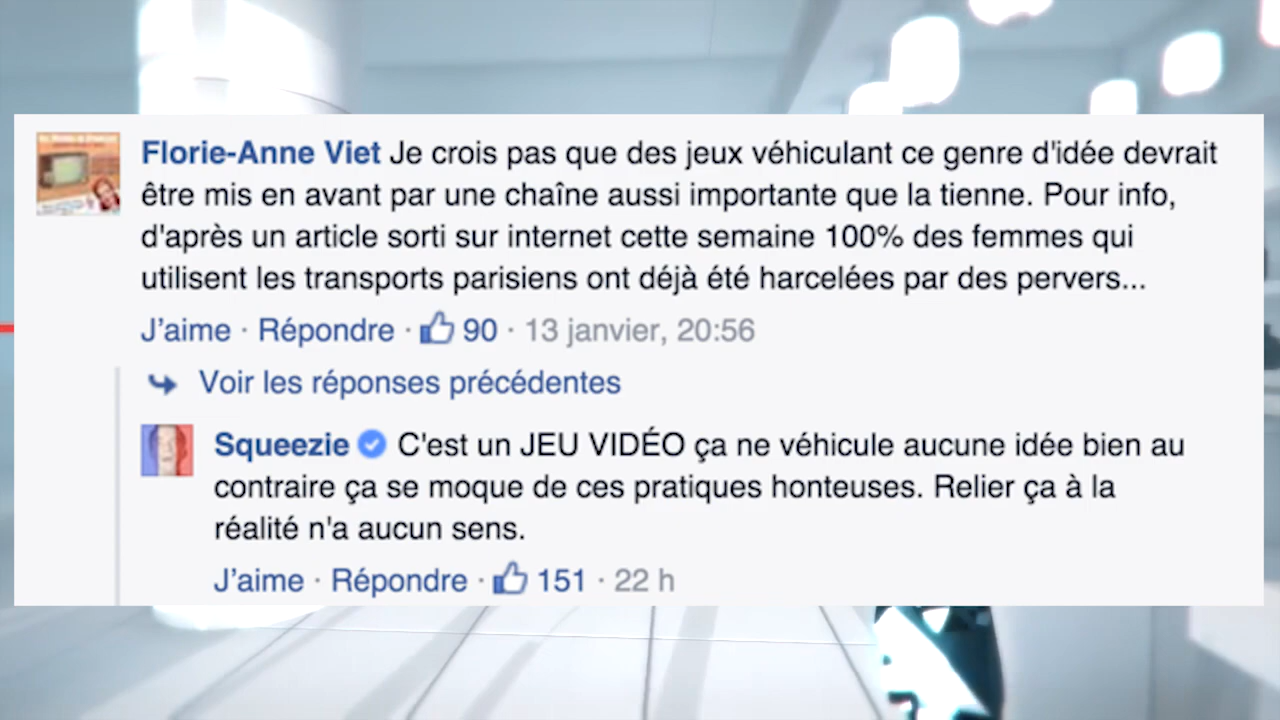 Florie-Anne Viet Je crois pas que des jeux véhiculant ce genre d'idée devrait
être mis en avant par une chaîne aussi importante que la tienne. Pour info,
d'après un article sorti sur internet cette semaine 100% des femmes qui
utilisent les transports parisiens ont déjà été harcelées par des pervers...
J'aime · Répondre · 90 · 13 janvier, 20:56
Voir les réponses précédentes
Squeezie C'est un JEU VIDÉO ça ne véhicule aucune idée bien au
contraire ça se moque de ces pratiques honteuses. Relier ça à la
réalité n'a aucun sens.
J'aime · Répondre · 151 · 22 h